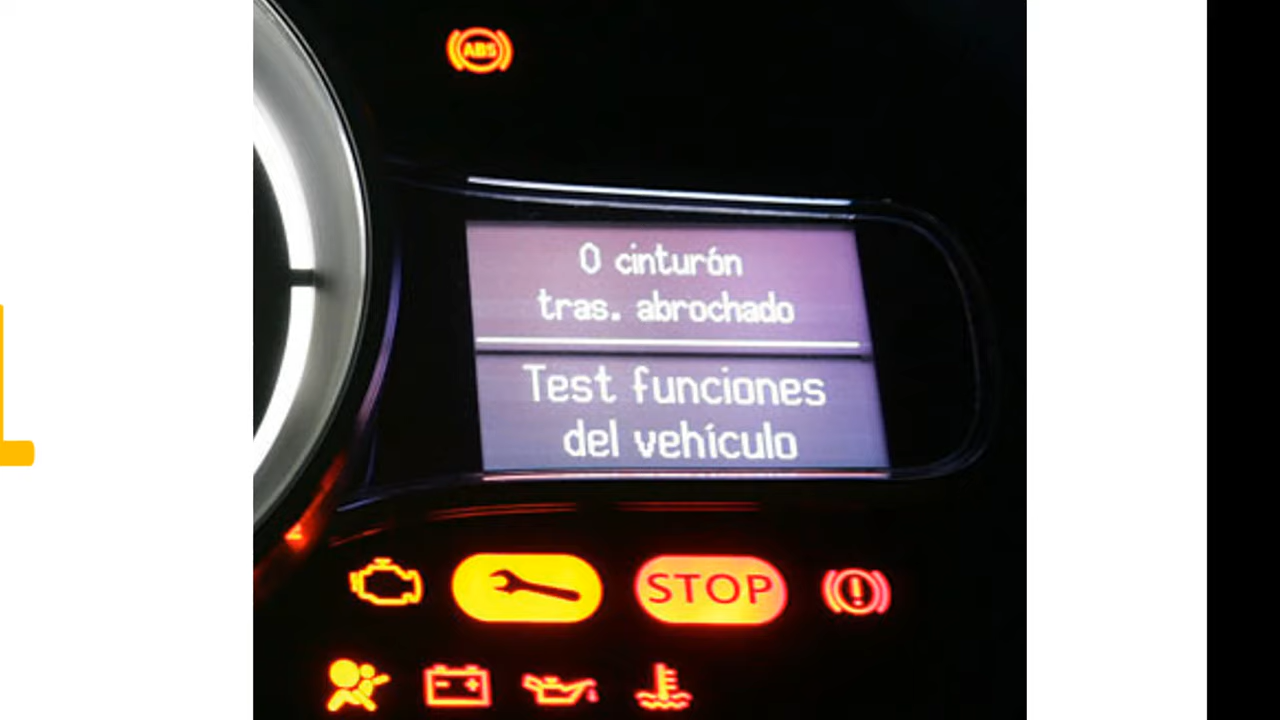 ABS
0 cinturón
tras. abrochado
Test funciones
del vehículo
STOP